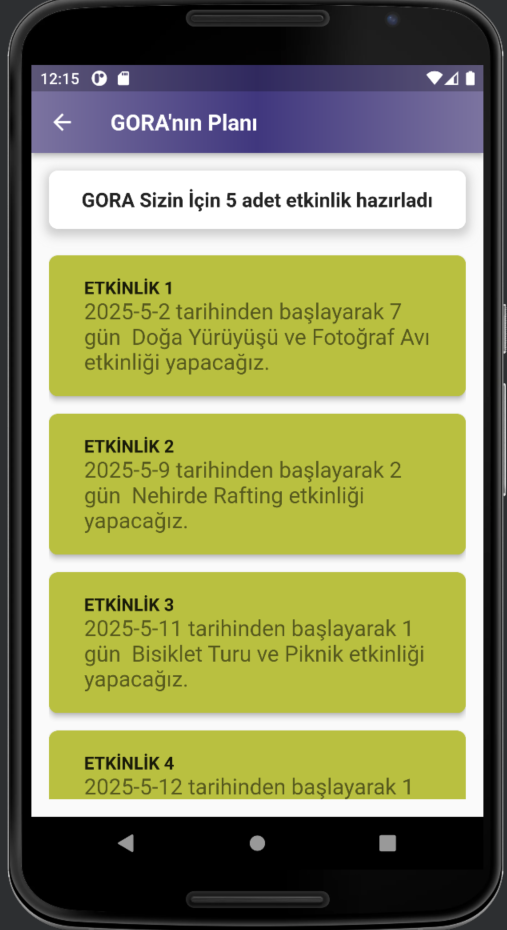 12:15
GORA'nın Planı
GORA Sizin İçin 5 adet etkinlik hazırladı
ETKİNLİK 1
2025-5-2 tarihinden başlayarak 7
gün  Doğa Yürüyüşü ve Fotoğraf Avı
etkinliği yapacağız.
ETKİNLİK 2
2025-5-9 tarihinden başlayarak 2
gün  Nehirde Rafting etkinliği
yapacağız.
ETKİNLİK 3
2025-5-11 tarihinden başlayarak 1
gün  Bisiklet Turu ve Piknik etkinliği
yapacağız.
ETKİNLİK 4
2025-5-12 tarihinden başlayarak 1